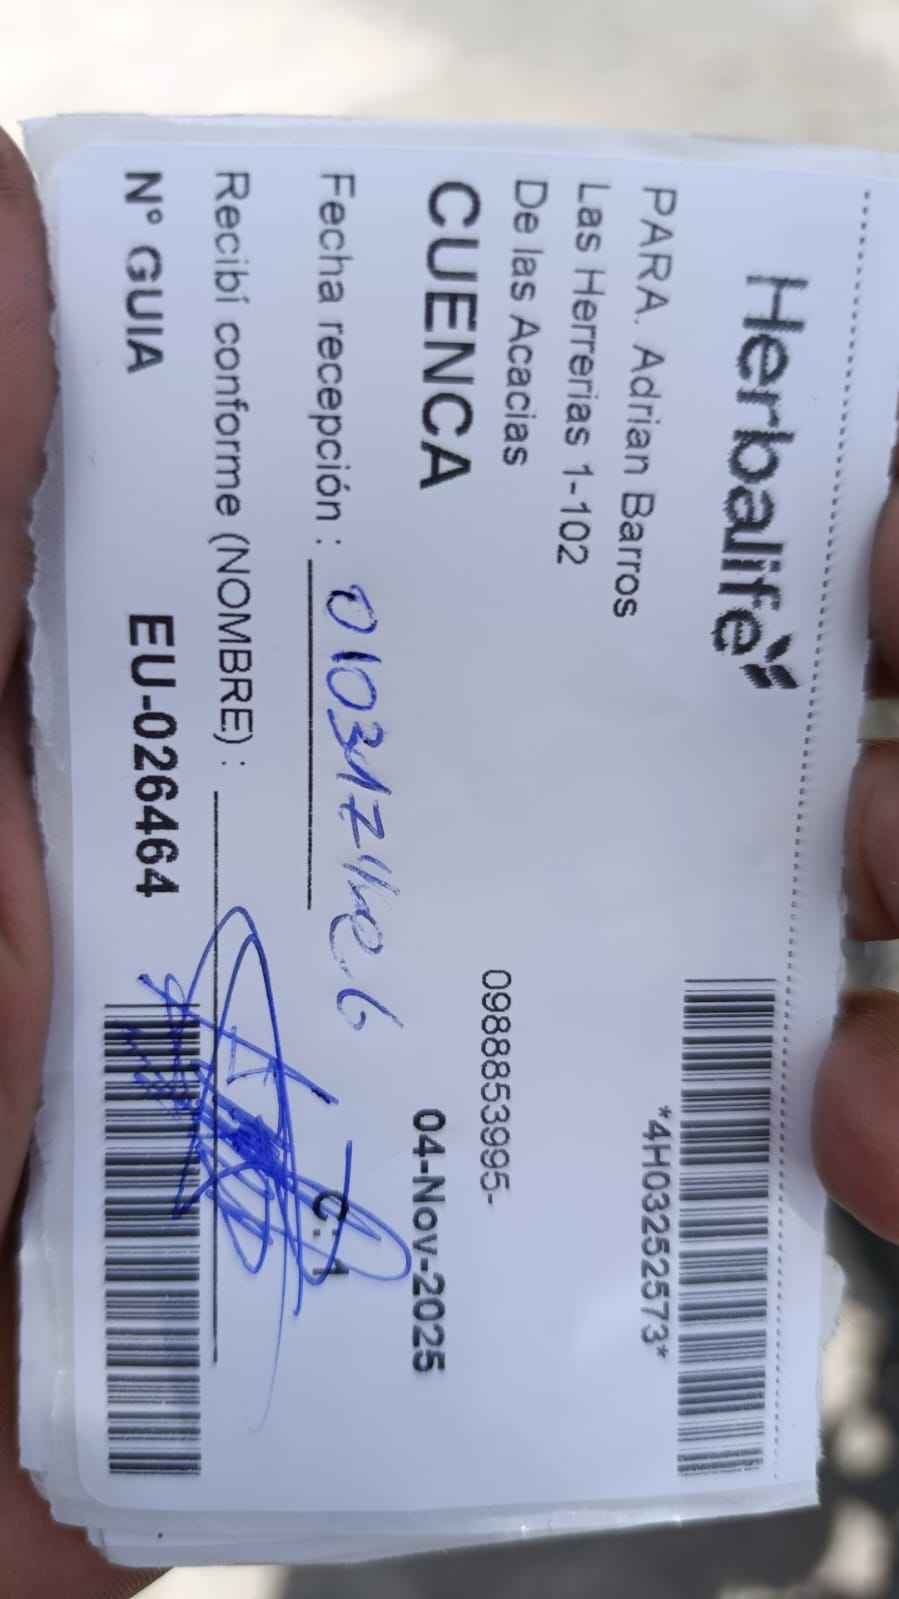 Herbalife
*4H03252573*
PARA. Adrian Barros
Las Herrerias 1-102
De las Acacias
0988853995-
CUENCA
04-Nov-2025
Fecha recepción :
C. I
Recibí conforme (NOMBRE) :
N° GUIA EU-026464